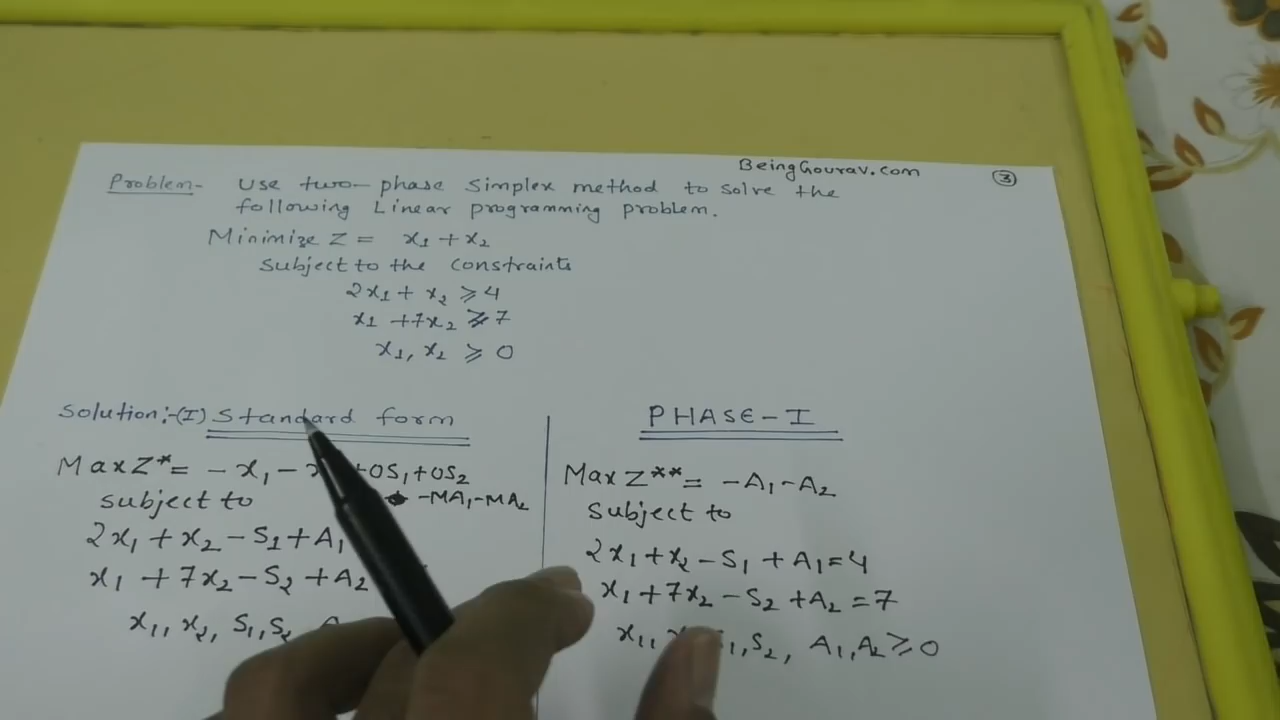 BeingGourav.com
3
Problem- Use two-phase simplex method to solve the
following Linear programming problem.
Minimize Z = x₁ + x₂
Subject to the constraints
2x₁ + x₂ ≥ 4
x₁ + 7x₂ ≥ 7
x₁, x₂ ≥ 0
Solution:-(I) Standard form
Max Z* = - x₁ - x +0S₁ + 0S₂
-MA₁-MA₂
subject to
2x₁ + x₂ - S₁ + A₁
x₁ + 7x₂ - S₂ + A₂
x₁, x₂, S₁, S₂
PHASE-I
Max Z** = -A₁-A₂
Subject to
2x₁ + x₂ - S₁ + A₁ = 4
x₁ + 7x₂ - S₂ + A₂ = 7
x₁, S₂, A₁, A₂ ≥ 0